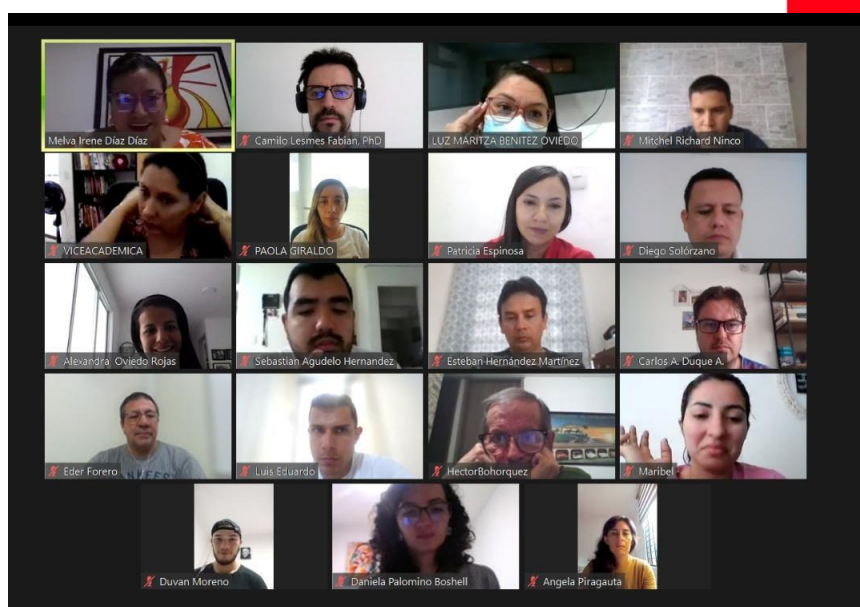 Melva Irene Díaz Díaz
Camilo Lesmes Fabian, PhD
LUZ MARITZA BENITEZ OVIEDO
Mitchel Richard Ninco
VICEACADEMICA
PAOLA GIRALDO
Patricia Espinosa
Diego Solórzano
Alexandra Oviedo Rojas
Sebastian Agudelo Hernandez
Esteban Hernández Martínez
Carlos A. Duque A.
Eder Forero
Luis Eduardo
HectorBohorquez
Maribel
Duvan Moreno
Daniela Palomino Boshell
Angela Piragauta